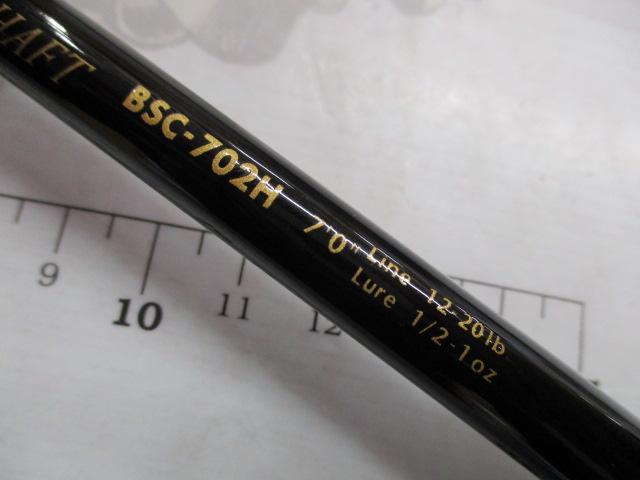 HAFT BSC-702H 7'0" Line 12-20lb
Lure 1/2-1oz
9 10 11 12